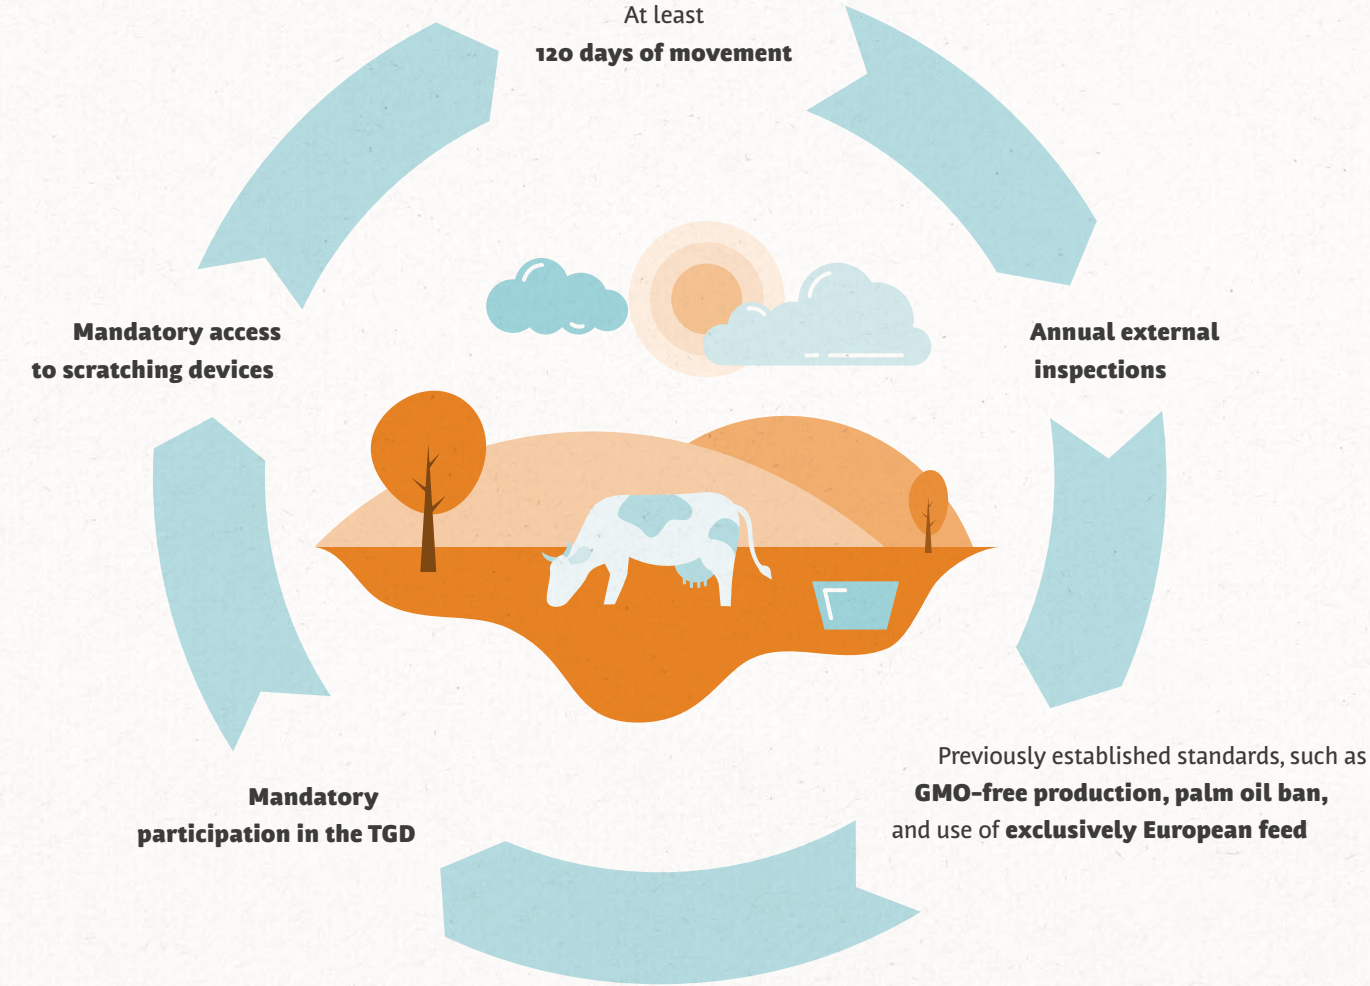 At least
120 days of movement
Annual external
inspections
Previously established standards, such as
GMO-free production, palm oil ban,
and use of exclusively European feed
Mandatory
participation in the TGD
Mandatory access
to scratching devices